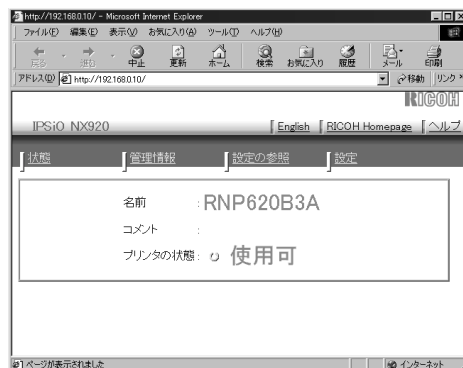 http://192.168.0.10/ - Microsoft Internet Explorer
ファイル(F) 編集(E) 表示(V) お気に入り(A) ツール(T) ヘルプ(H)
戻る 進む 中止 更新 ホーム 検索 お気に入り 履歴 メール 印刷
アドレス(D) http://192.168.0.10/ 移動 リンク »
RICOH
IPSiO NX920 English RICOH Homepage ヘルプ
状態 管理情報 設定の参照 設定
名前 : RNP620B3A
コメント :
プリンタの状態 : 使用可
ページが表示されました インターネット